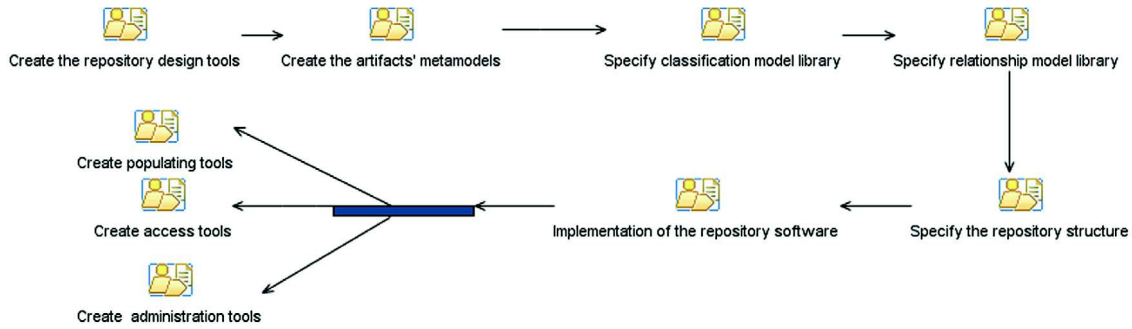 Create the repository design tools
Create the artifacts' metamodels
Specify classification model library
Specify relationship model library
Create populating tools
Create access tools
Implementation of the repository software
Specify the repository structure
Create administration tools